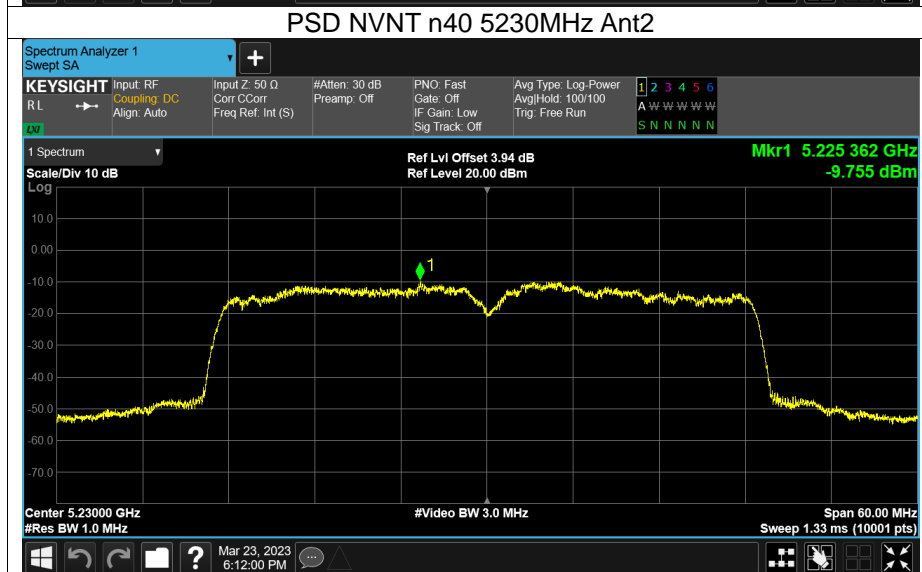 PSD NVNT n40 5230MHz Ant2
Spectrum Analyzer 1
Swept SA
KEYSIGHT
RL
LXI
Input: RF
Coupling: DC
Align: Auto
Input Z: 50 Ω
Corr CCorr
Freq Ref: Int (S)
#Atten: 30 dB
Preamp: Off
PNO: Fast
Gate: Off
IF Gain: Low
Sig Track: Off
Avg Type: Log-Power
Avg|Hold: 100/100
Trig: Free Run
1 2 3 4 5 6
A W W W W W
S N N N N N
1 Spectrum
Scale/Div 10 dB
Log
Ref Lvl Offset 3.94 dB
Ref Level 20.00 dBm
Mkr1 5.225 362 GHz
-9.755 dBm
10.0
0.00
-10.0
-20.0
-30.0
-40.0
-50.0
-60.0
-70.0
1
Center 5.23000 GHz
#Res BW 1.0 MHz
#Video BW 3.0 MHz
Span 60.00 MHz
Sweep 1.33 ms (10001 pts)
?
Mar 23, 2023
6:12:00 PM